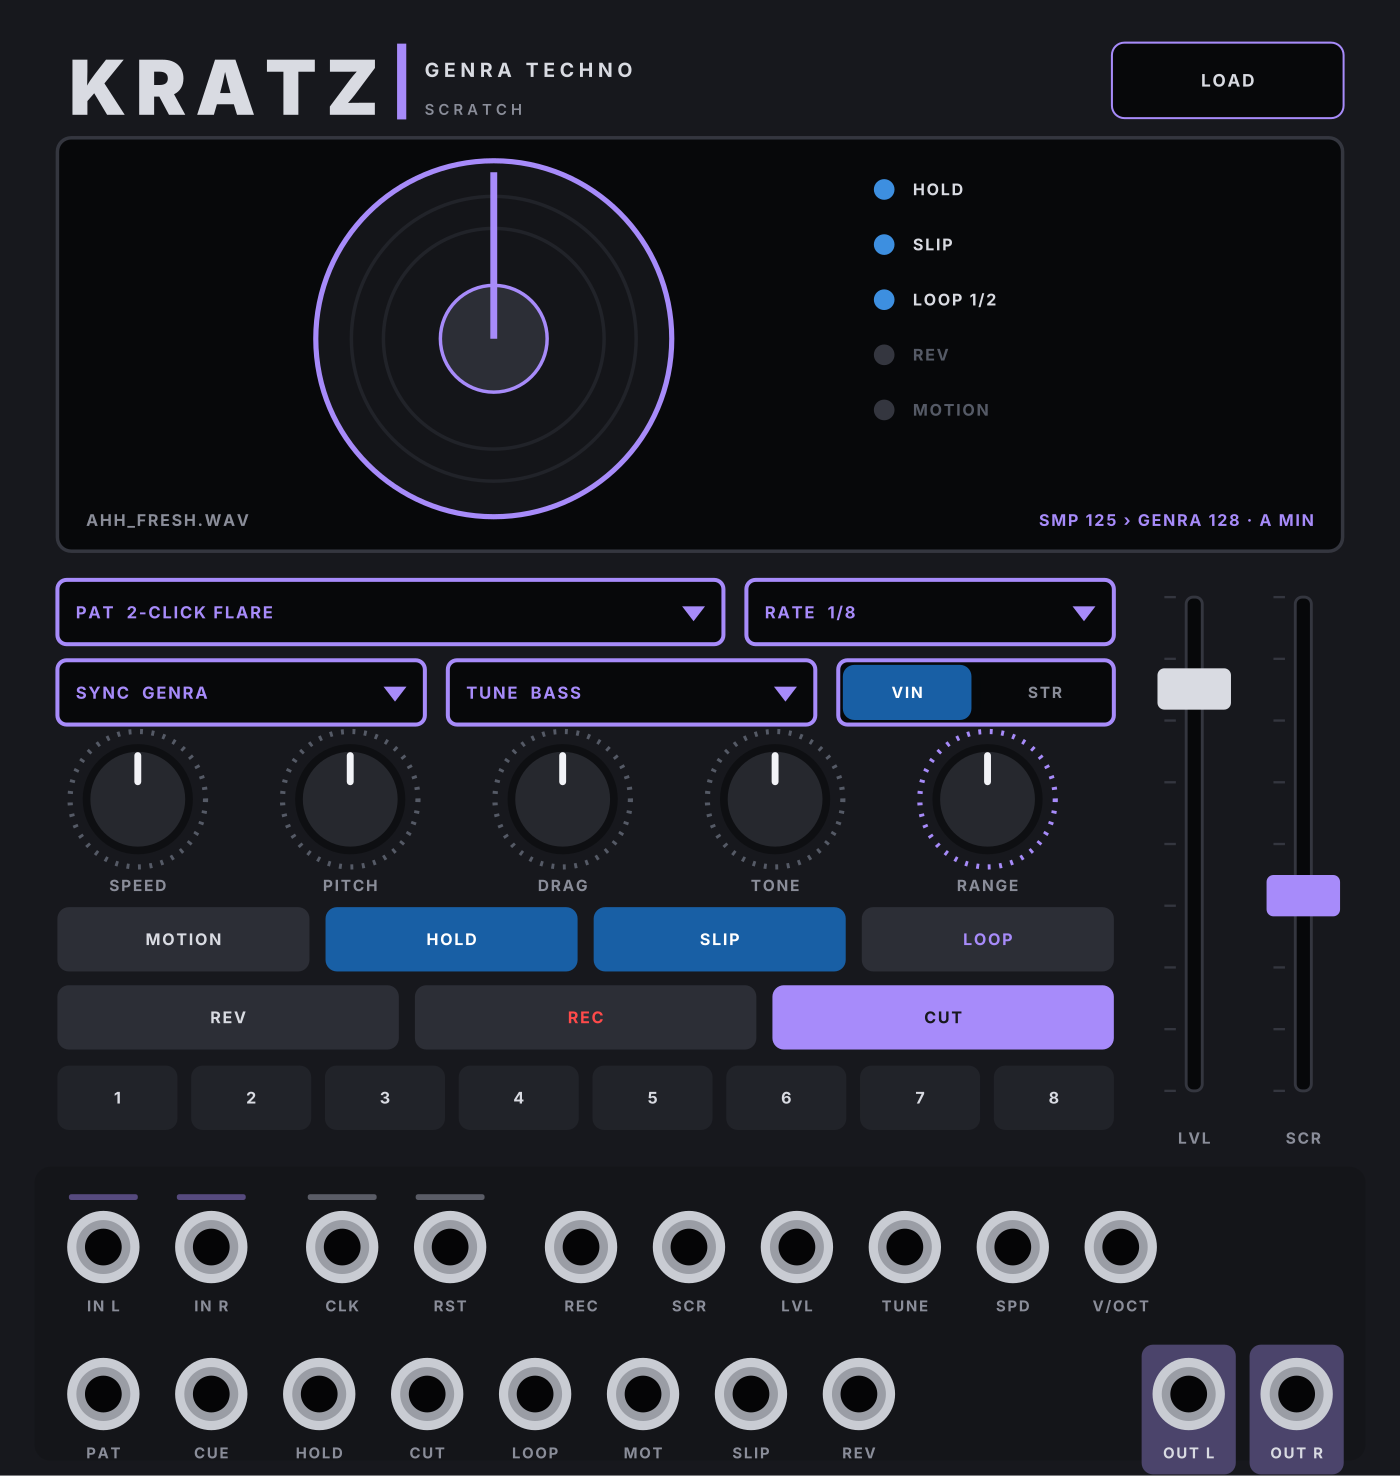 KRATZ
GENRA TECHNO
SCRATCH
LOAD
HOLD
SLIP
LOOP 1/2
REV
MOTION
AHH_FRESH.WAV
SMP 125 › GENRA 128 · A MIN
PAT 2-CLICK FLARE
RATE 1/8
SYNC GENRA
TUNE BASS
VIN
STR
SPEED
PITCH
DRAG
TONE
RANGE
MOTION
HOLD
SLIP
LOOP
REV
REC
CUT
1
2
3
4
5
6
7
8
LVL
SCR
IN L
IN R
CLK
RST
REC
SCR
LVL
TUNE
SPD
V/OCT
PAT
CUE
HOLD
CUT
LOOP
MOT
SLIP
REV
OUT L
OUT R